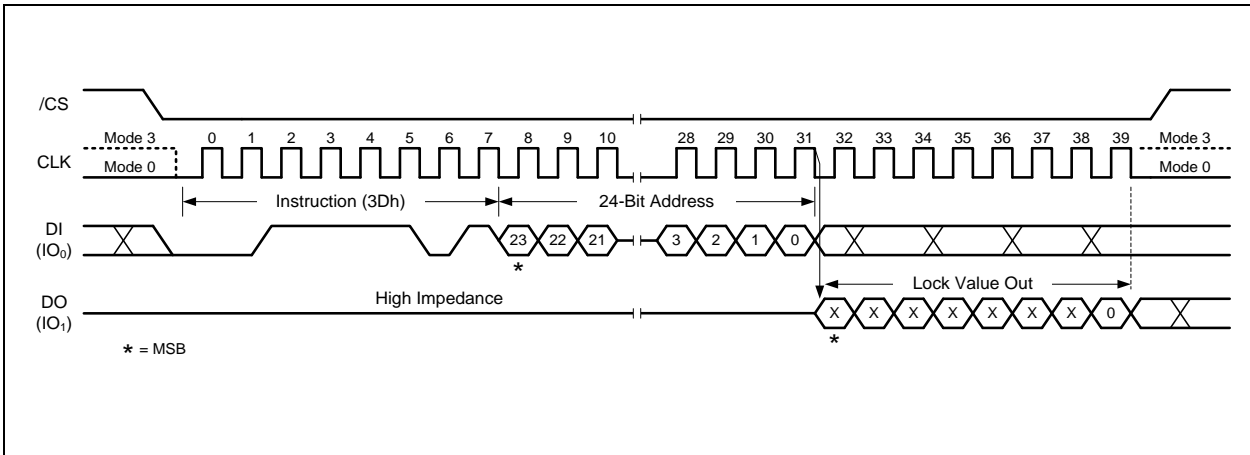 /CS
Mode 3 0 1 2 3 4 5 6 7 8 9 10 28 29 30 31 32 33 34 35 36 37 38 39 Mode 3
CLK
Mode 0 Mode 0
Instruction (3Dh) 24-Bit Address
DI
(IO₀)
23 22 21 3 2 1 0
*
Lock Value Out
High Impedance
DO
(IO₁)
X X X X X X X 0
*
* = MSB